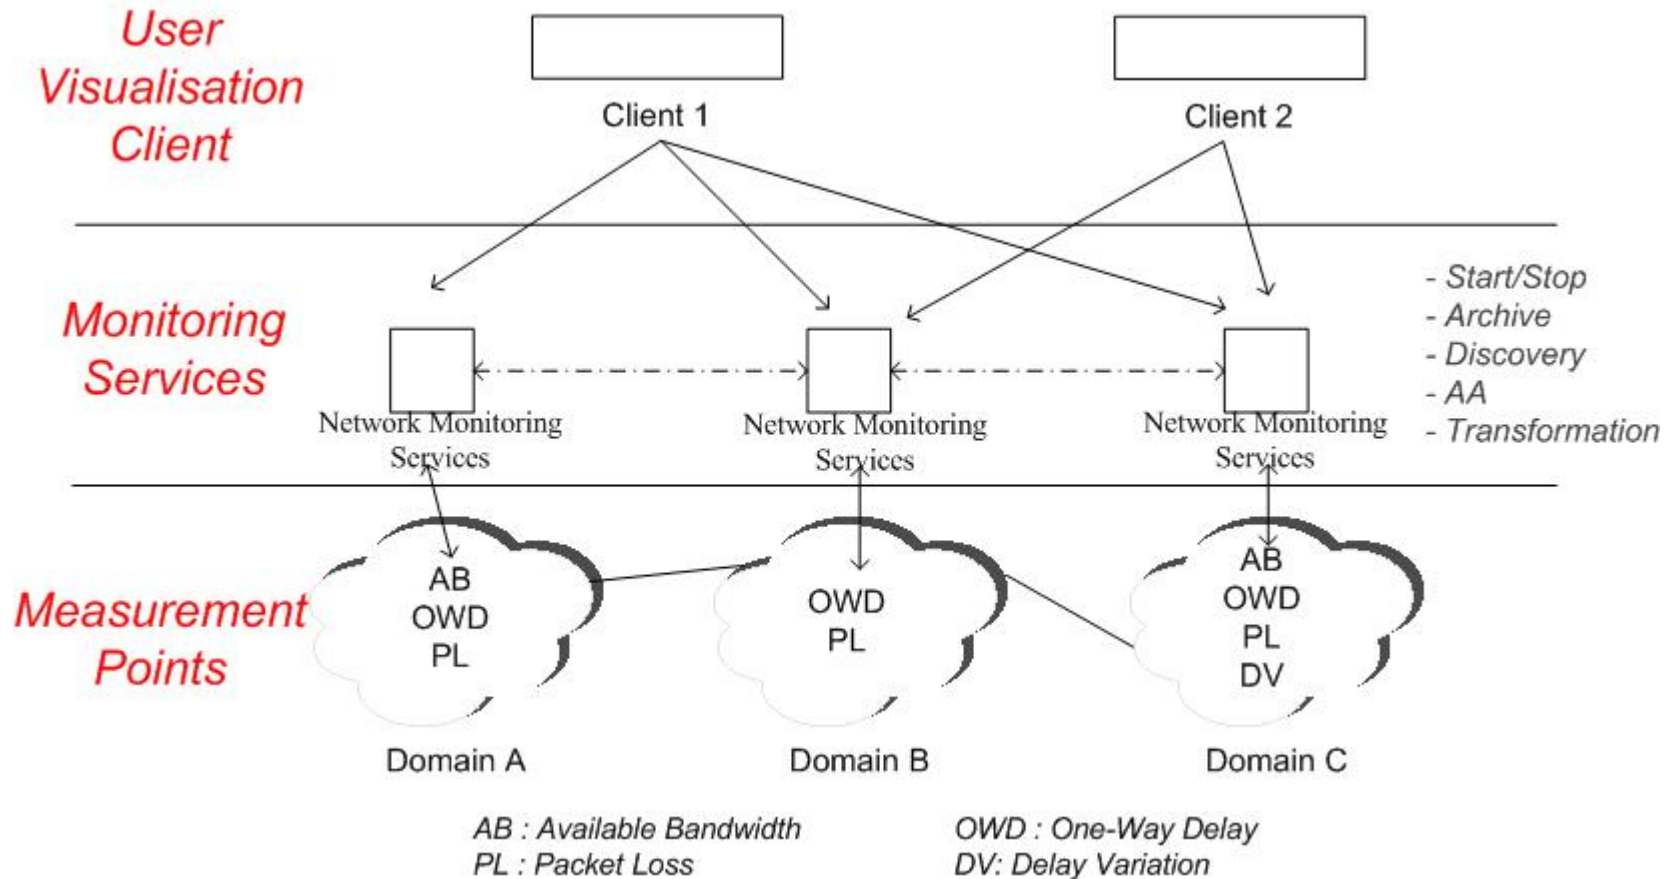 User
Visualisation
Client
Client 1
Client 2
Monitoring
Services
Network Monitoring
Services
Network Monitoring
Services
Network Monitoring
Services
- Start/Stop
- Archive
- Discovery
- AA
- Transformation
Measurement
Points
AB
OWD
PL
OWD
PL
AB
OWD
PL
DV
Domain A
Domain B
Domain C
AB : Available Bandwidth
OWD : One-Way Delay
PL : Packet Loss
DV: Delay Variation